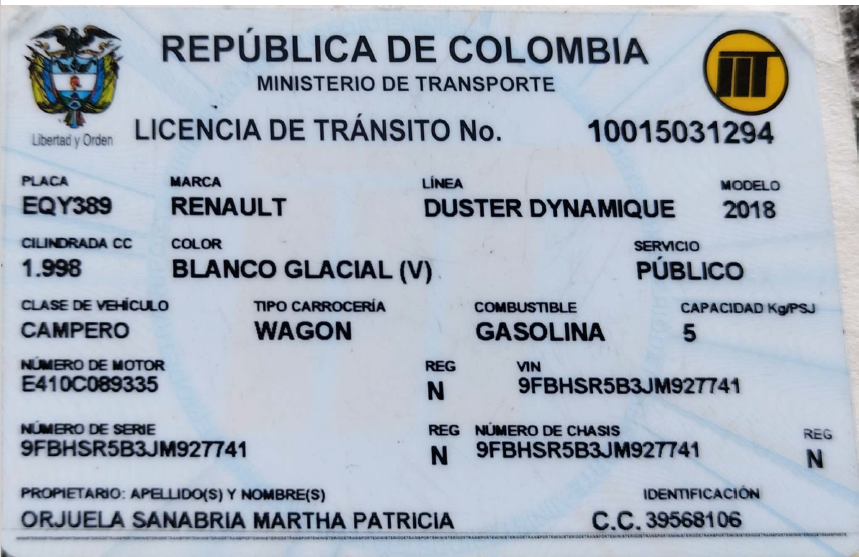 REPÚBLICA DE COLOMBIA
MINISTERIO DE TRANSPORTE
Libertad y Orden
LICENCIA DE TRÁNSITO No. 10015031294
PLACA MARCA LÍNEA MODELO
EQY389 RENAULT DUSTER DYNAMIQUE 2018
CILINDRADA CC COLOR SERVICIO
1.998 BLANCO GLACIAL (V) PÚBLICO
CLASE DE VEHÍCULO TIPO CARROCERÍA COMBUSTIBLE CAPACIDAD Kg/PSJ
CAMPERO WAGON GASOLINA 5
NÚMERO DE MOTOR REG VIN
E410C089335 N 9FBHSR5B3JM927741
NÚMERO DE SERIE REG NÚMERO DE CHASIS REG
9FBHSR5B3JM927741 N 9FBHSR5B3JM927741 N
PROPIETARIO: APELLIDO(S) Y NOMBRE(S) IDENTIFICACIÓN
ORJUELA SANABRIA MARTHA PATRICIA C.C. 39568106